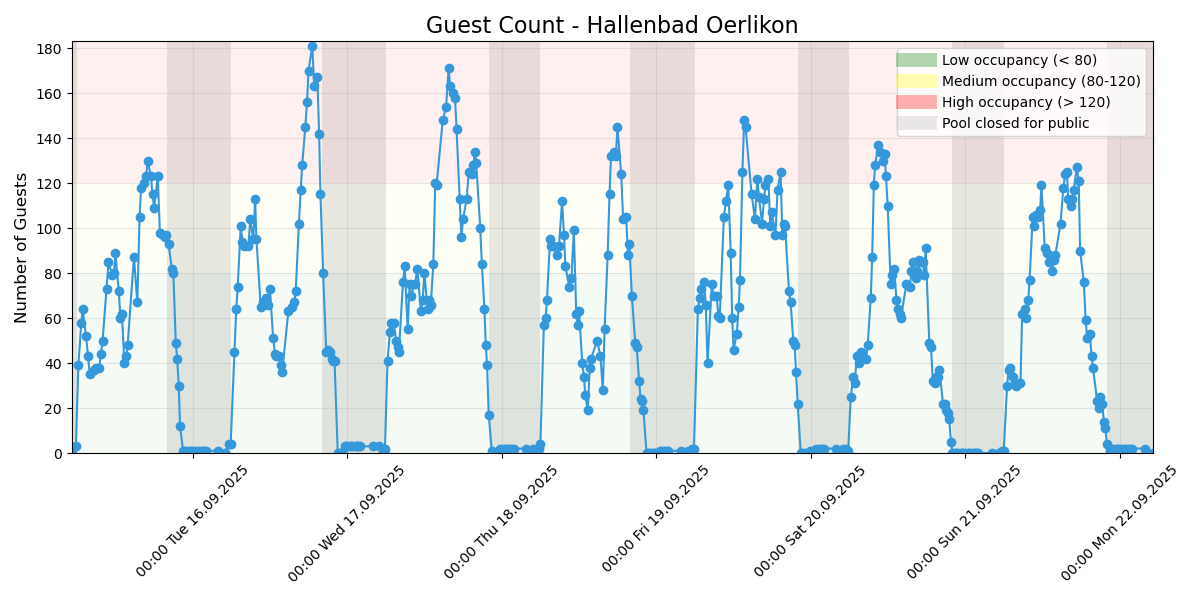 Guest Count - Hallenbad Oerlikon
Number of Guests
180
160
140
120
100
80
60
40
20
0
Low occupancy (< 80)
Medium occupancy (80-120)
High occupancy (> 120)
Pool closed for public
00:00 Tue 16.09.2025
00:00 Wed 17.09.2025
00:00 Thu 18.09.2025
00:00 Fri 19.09.2025
00:00 Sat 20.09.2025
00:00 Sun 21.09.2025
00:00 Mon 22.09.2025